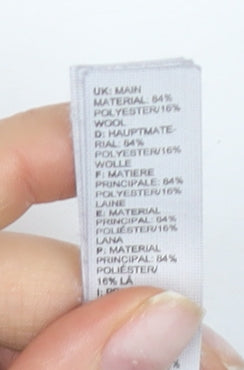 UK: MAIN
MATERIAL: 84%
POLYESTER/16%
WOOL
D: HAUPTMATE-
RIAL: 84%
POLYESTER/16%
WOLLE
F: MATIERE
PRINCIPALE: 84%
POLYESTER/16%
LAINE
E: MATERIAL
PRINCIPAL: 84%
POLIÉSTER/16%
LANA
P: MATERIAL
PRINCIPAL: 84%
POLIÉSTER/
16% LÃ
%